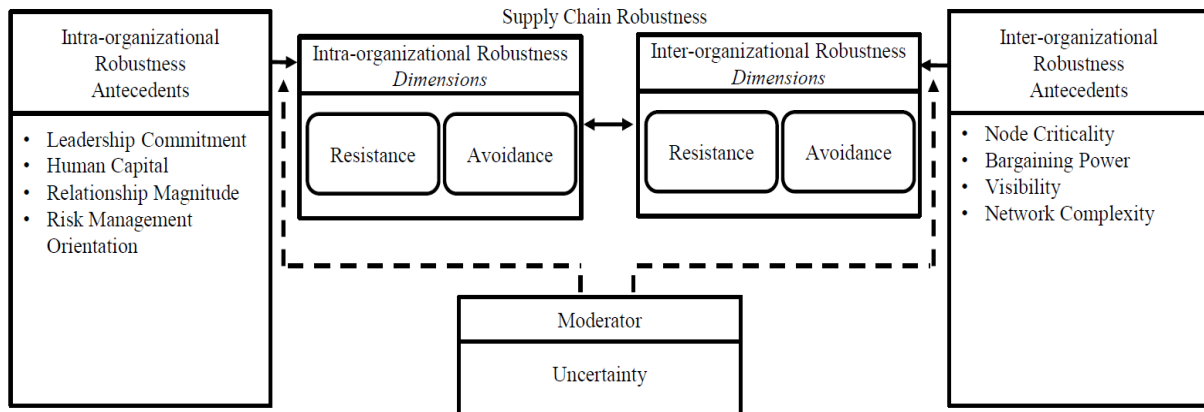 Supply Chain Robustness
Intra-organizational
Robustness
Antecedents
• Leadership Commitment
• Human Capital
• Relationship Magnitude
• Risk Management
Orientation
Intra-organizational Robustness
Dimensions
Resistance
Avoidance
Inter-organizational Robustness
Dimensions
Resistance
Avoidance
Inter-organizational
Robustness
Antecedents
• Node Criticality
• Bargaining Power
• Visibility
• Network Complexity
Moderator
Uncertainty